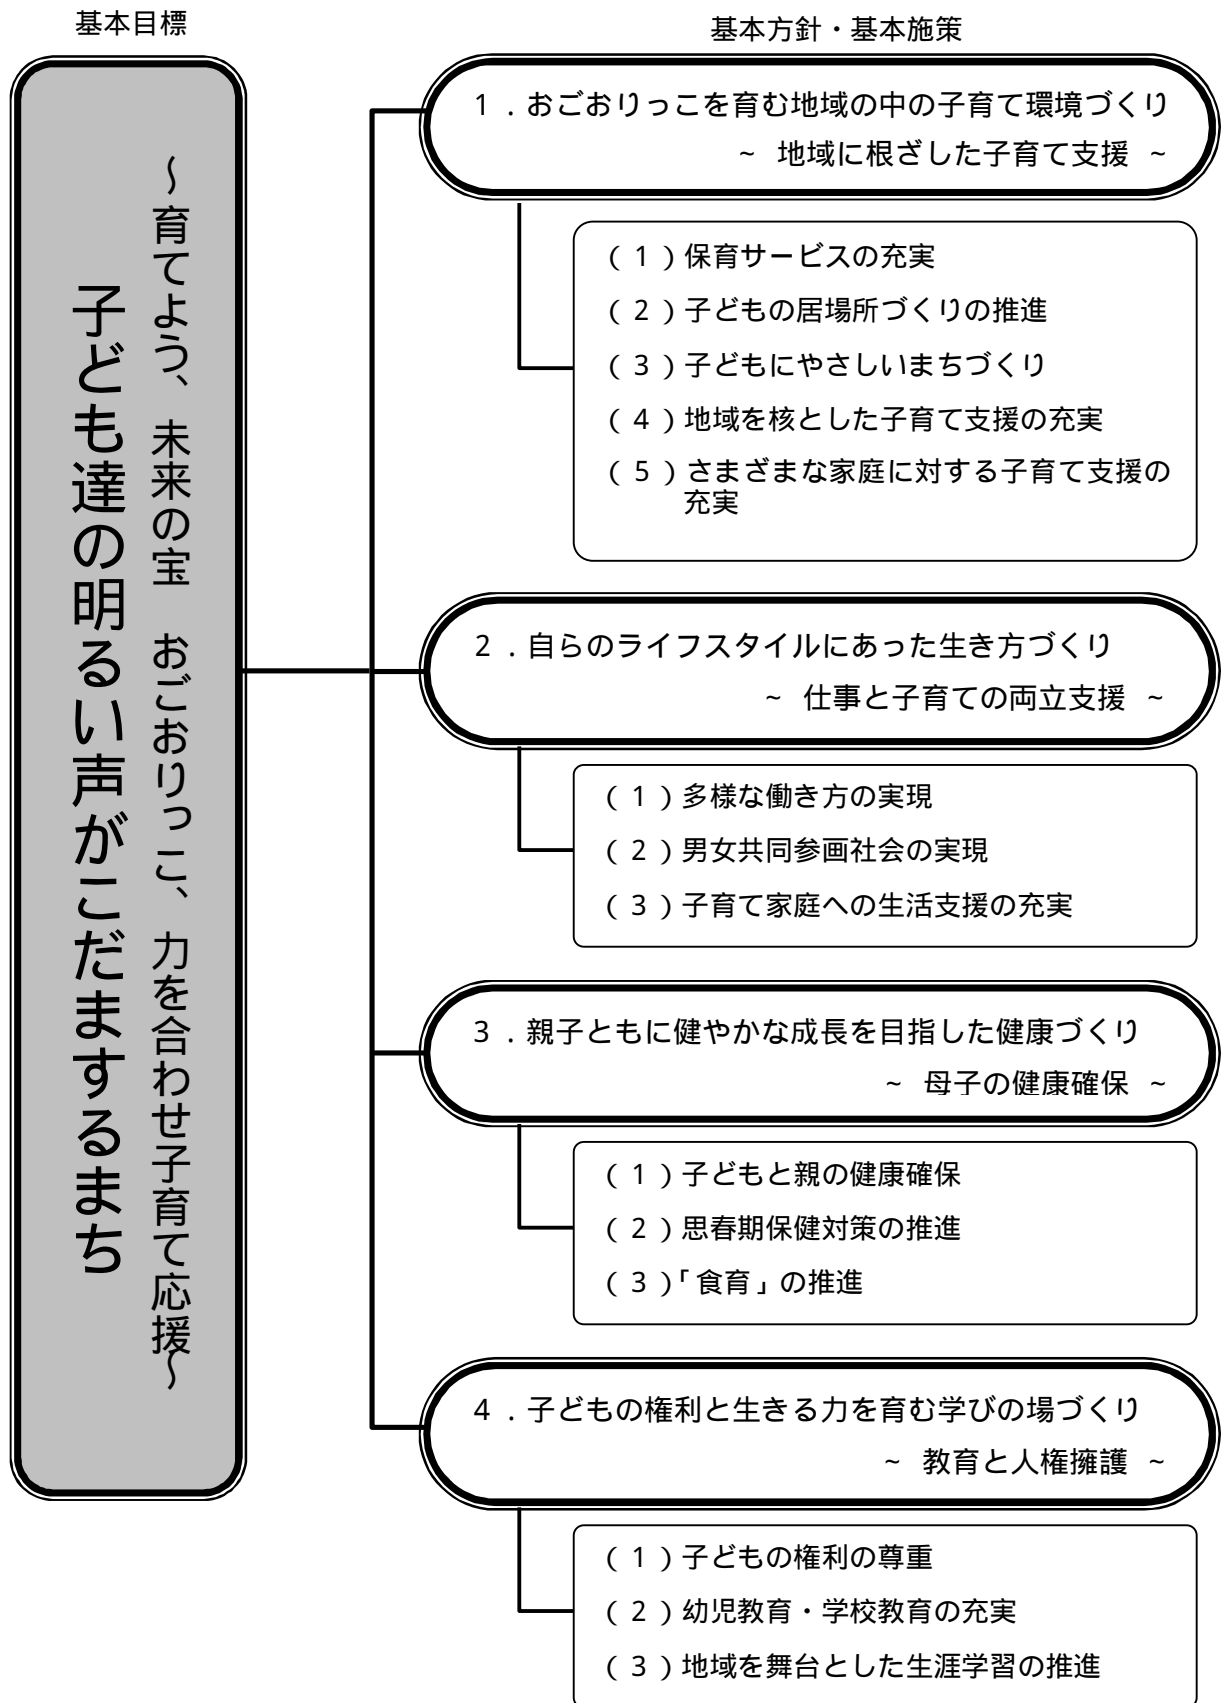 基本目標
基本方針・基本施策
～育てよう、未来の宝　おごおりっこ、力を合わせ子育て応援～
子ども達の明るい声がこだまするまち
１．おごおりっこを育む地域の中の子育て環境づくり
～ 地域に根ざした子育て支援 ～
（１）保育サービスの充実
（２）子どもの居場所づくりの推進
（３）子どもにやさしいまちづくり
（４）地域を核とした子育て支援の充実
（５）さまざまな家庭に対する子育て支援の
充実
２．自らのライフスタイルにあった生き方づくり
～ 仕事と子育ての両立支援 ～
（１）多様な働き方の実現
（２）男女共同参画社会の実現
（３）子育て家庭への生活支援の充実
３．親子ともに健やかな成長を目指した健康づくり
～ 母子の健康確保 ～
（１）子どもと親の健康確保
（２）思春期保健対策の推進
（３）「食育」の推進
４．子どもの権利と生きる力を育む学びの場づくり
～ 教育と人権擁護 ～
（１）子どもの権利の尊重
（２）幼児教育・学校教育の充実
（３）地域を舞台とした生涯学習の推進